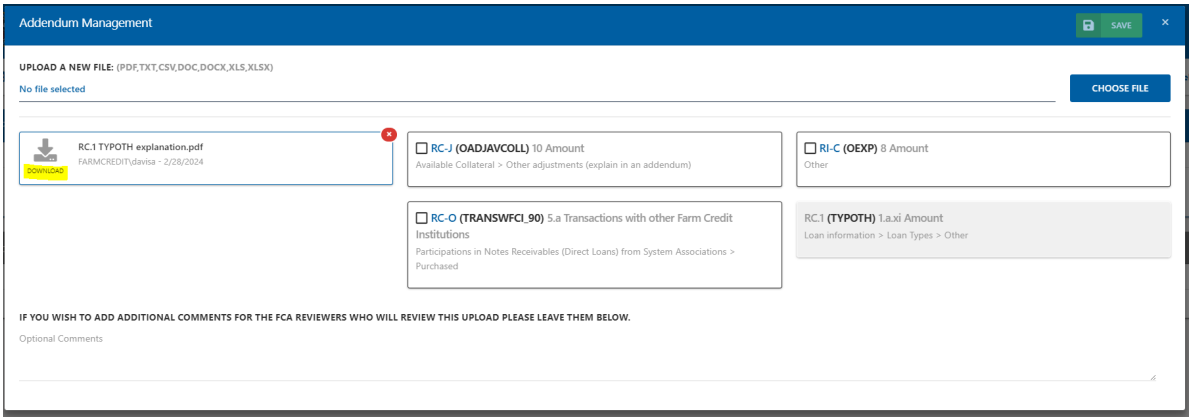 Addendum Management
SAVE
×
UPLOAD A NEW FILE: (PDF,TXT,CSV,DOC,DOCX,XLS,XLSX)
No file selected
CHOOSE FILE
DOWNLOAD
RC.1 TYPOTH explanation.pdf
FARMCREDIT\davisa - 2/28/2024
RC-J (OADJAVCOLL) 10 Amount
Available Collateral > Other adjustments (explain in an addendum)
RI-C (OEXP) 8 Amount
Other
RC-O (TRANSWFCI_90) 5.a Transactions with other Farm Credit
Institutions
Participations in Notes Receivables (Direct Loans) from System Associations >
Purchased
RC.1 (TYPOTH) 1.a.xi Amount
Loan information > Loan Types > Other
IF YOU WISH TO ADD ADDITIONAL COMMENTS FOR THE FCA REVIEWERS WHO WILL REVIEW THIS UPLOAD PLEASE LEAVE THEM BELOW.
Optional Comments